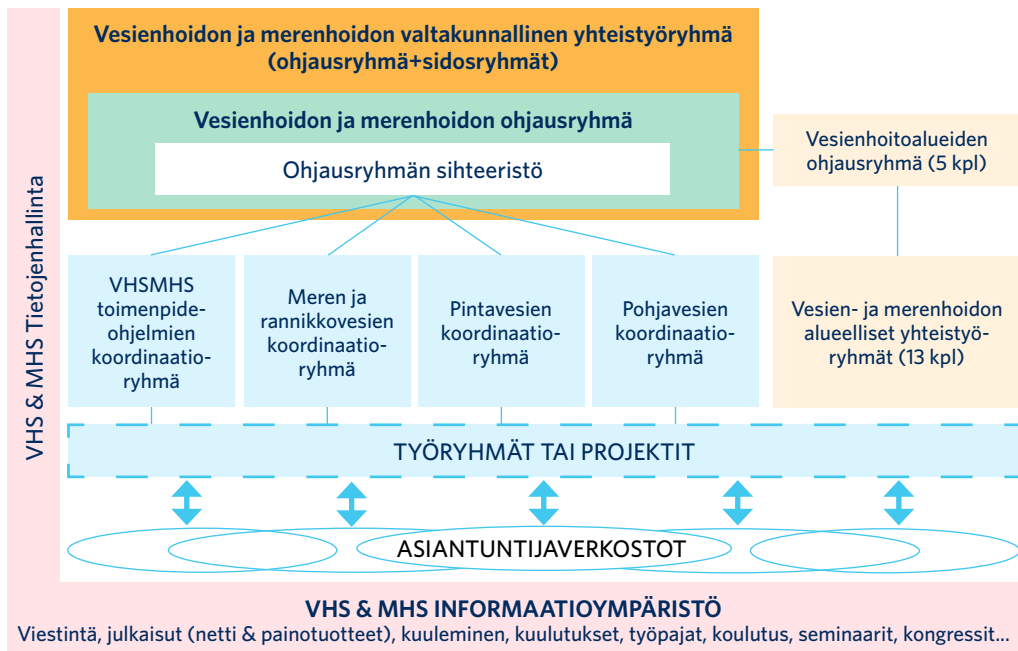 Vesienhoidon ja merenhoidon valtakunnallinen yhteistyöryhmä
(ohjausryhmä+sidosryhmät)
Vesienhoidon ja merenhoidon ohjausryhmä
Ohjausryhmän sihteeristö
Vesienhoitoalueiden
ohjausryhmä (5 kpl)
VHS & MHS Tietojenhallinta
VHSMHS
toimenpide-
ohjelmien
koordinaatio-
ryhmä
Meren ja
rannikkovesien
koordinaatio-
ryhmä
Pintavesien
koordinaatio-
ryhmä
Pohjavesien
koordinaatio-
ryhmä
Vesien- ja merenhoidon
alueelliset yhteistyö-
ryhmät (13 kpl)
TYÖRYHMÄT TAI PROJEKTIT
ASIANTUNTIJAVERKOSTOT
VHS & MHS INFORMAATIOYMPÄRISTÖ
Viestintä, julkaisut (netti & painotuotteet), kuuleminen, kuulutukset, työpajat, koulutus, seminaarit, kongressit...